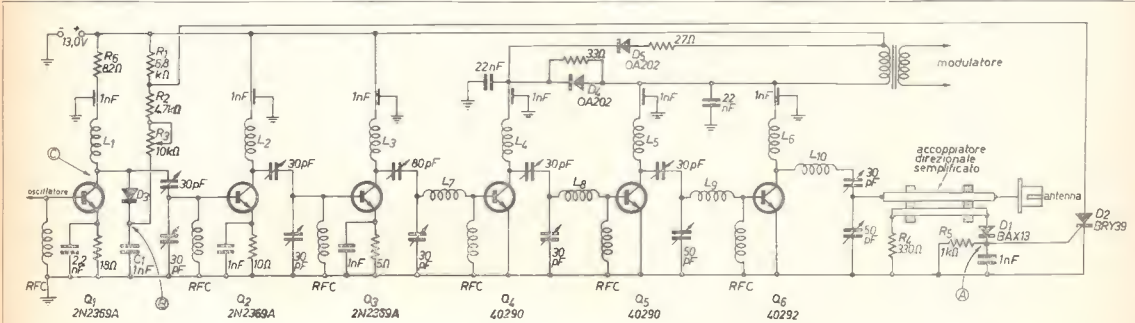 - +
13,0V
R6
82Ω
R1
6,8
kΩ
R2
4.7kΩ
R3
10kΩ
1nF
L1
C
oscillatore
D3
30pF
2,2
nF
18Ω
C1
1nF
B
30
pF
RFC
Q1
2N2369A
1nF
L2
30pF
1nF
10Ω
30
pF
RFC
Q2
2N2369A
1nF
L3
80pF
1nF
5Ω
30
pF
RFC
Q3
2N2369A
22nF
33Ω
D4
OA202
D5
OA202
27Ω
modulatore
1nF
L4
L7
30pF
30
pF
RFC
Q4
40290
1nF
L5
L8
30pF
50
pF
RFC
Q5
40290
22
nF
1nF
L6
L9
L10
RFC
Q6
40292
30
pF
50
pF
accoppiatore
direzionale
semplificato
antenna
R4
330Ω
R5
1kΩ
D1
BAX13
1nF
A
D2
BRY39